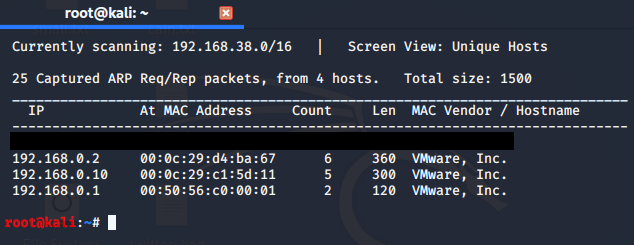 root@kali: ~
Currently scanning: 192.168.38.0/16   |   Screen View: Unique Hosts
25 Captured ARP Req/Rep packets, from 4 hosts.   Total size: 1500
_____________________________________________________________________________
IP            At MAC Address     Count     Len  MAC Vendor / Hostname
-----------------------------------------------------------------------------
192.168.0.2     00:0c:29:d4:ba:67      6     360  VMware, Inc.
192.168.0.10    00:0c:29:c1:5d:11      5     300  VMware, Inc.
192.168.0.1     00:50:56:c0:00:01      2     120  VMware, Inc.
root@kali:~#